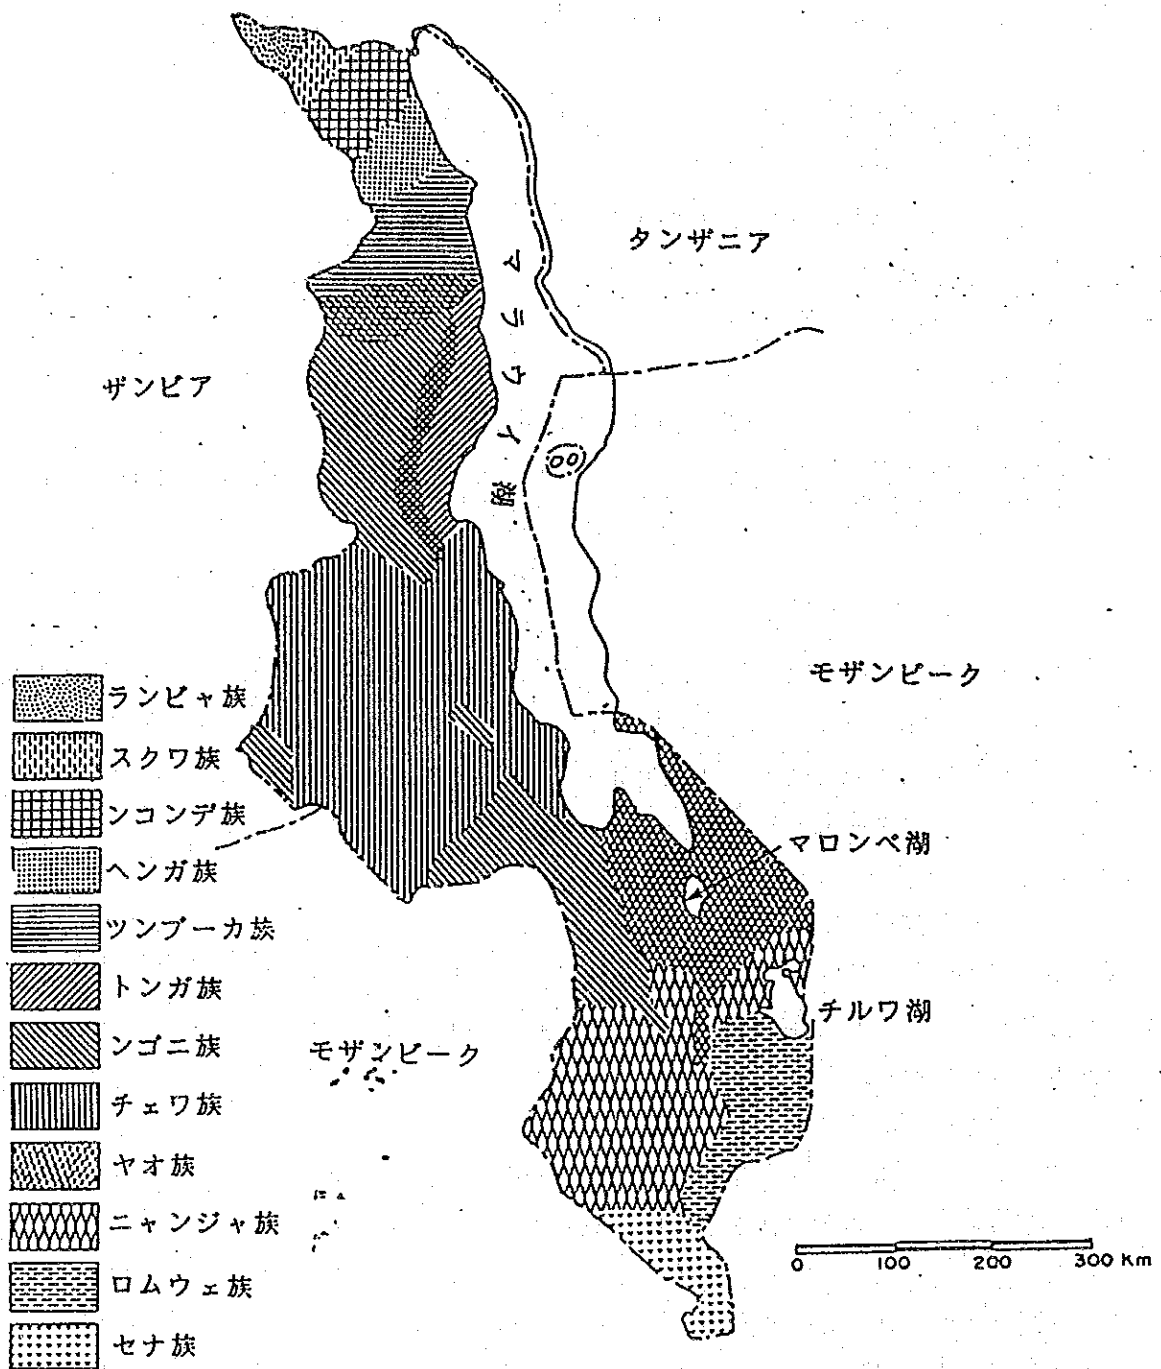 タンザニア
マラウイ湖
ザンビア
モザンビーク
ランビャ族
スクワ族
ンコンデ族
ヘンガ族
ツンブーカ族
トンガ族
ンゴニ族
チェワ族
ヤオ族
ニャンジャ族
ロムウェ族
セナ族
マロンベ湖
チルワ湖
モザンビーク
0 100 200 300 Km